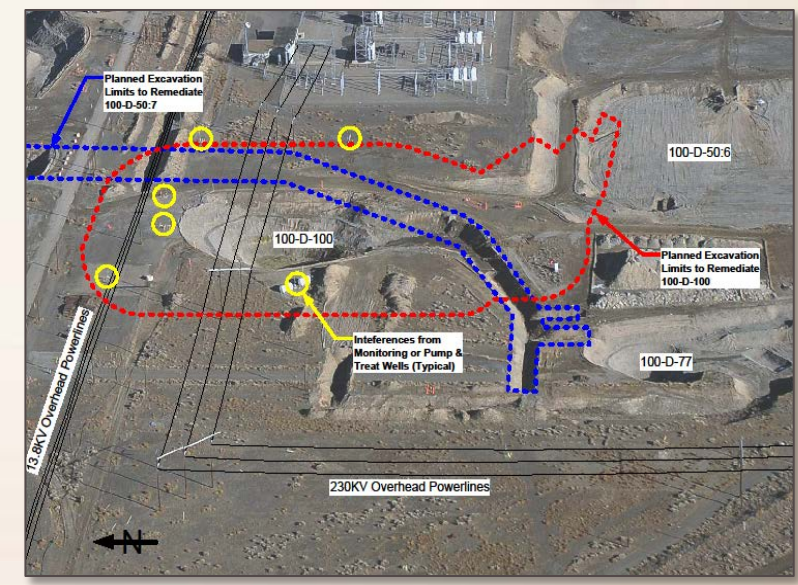 Planned Excavation
Limits to Remediate
100-D-50:7
100-D-50:6
100-D-100
Planned Excavation
Limits to Remediate
100-D-100
Inteferences from
Monitoring or Pump &
Treat Wells (Typical)
100-D-77
13.8KV Overhead Powerlines
230KV Overhead Powerlines
N